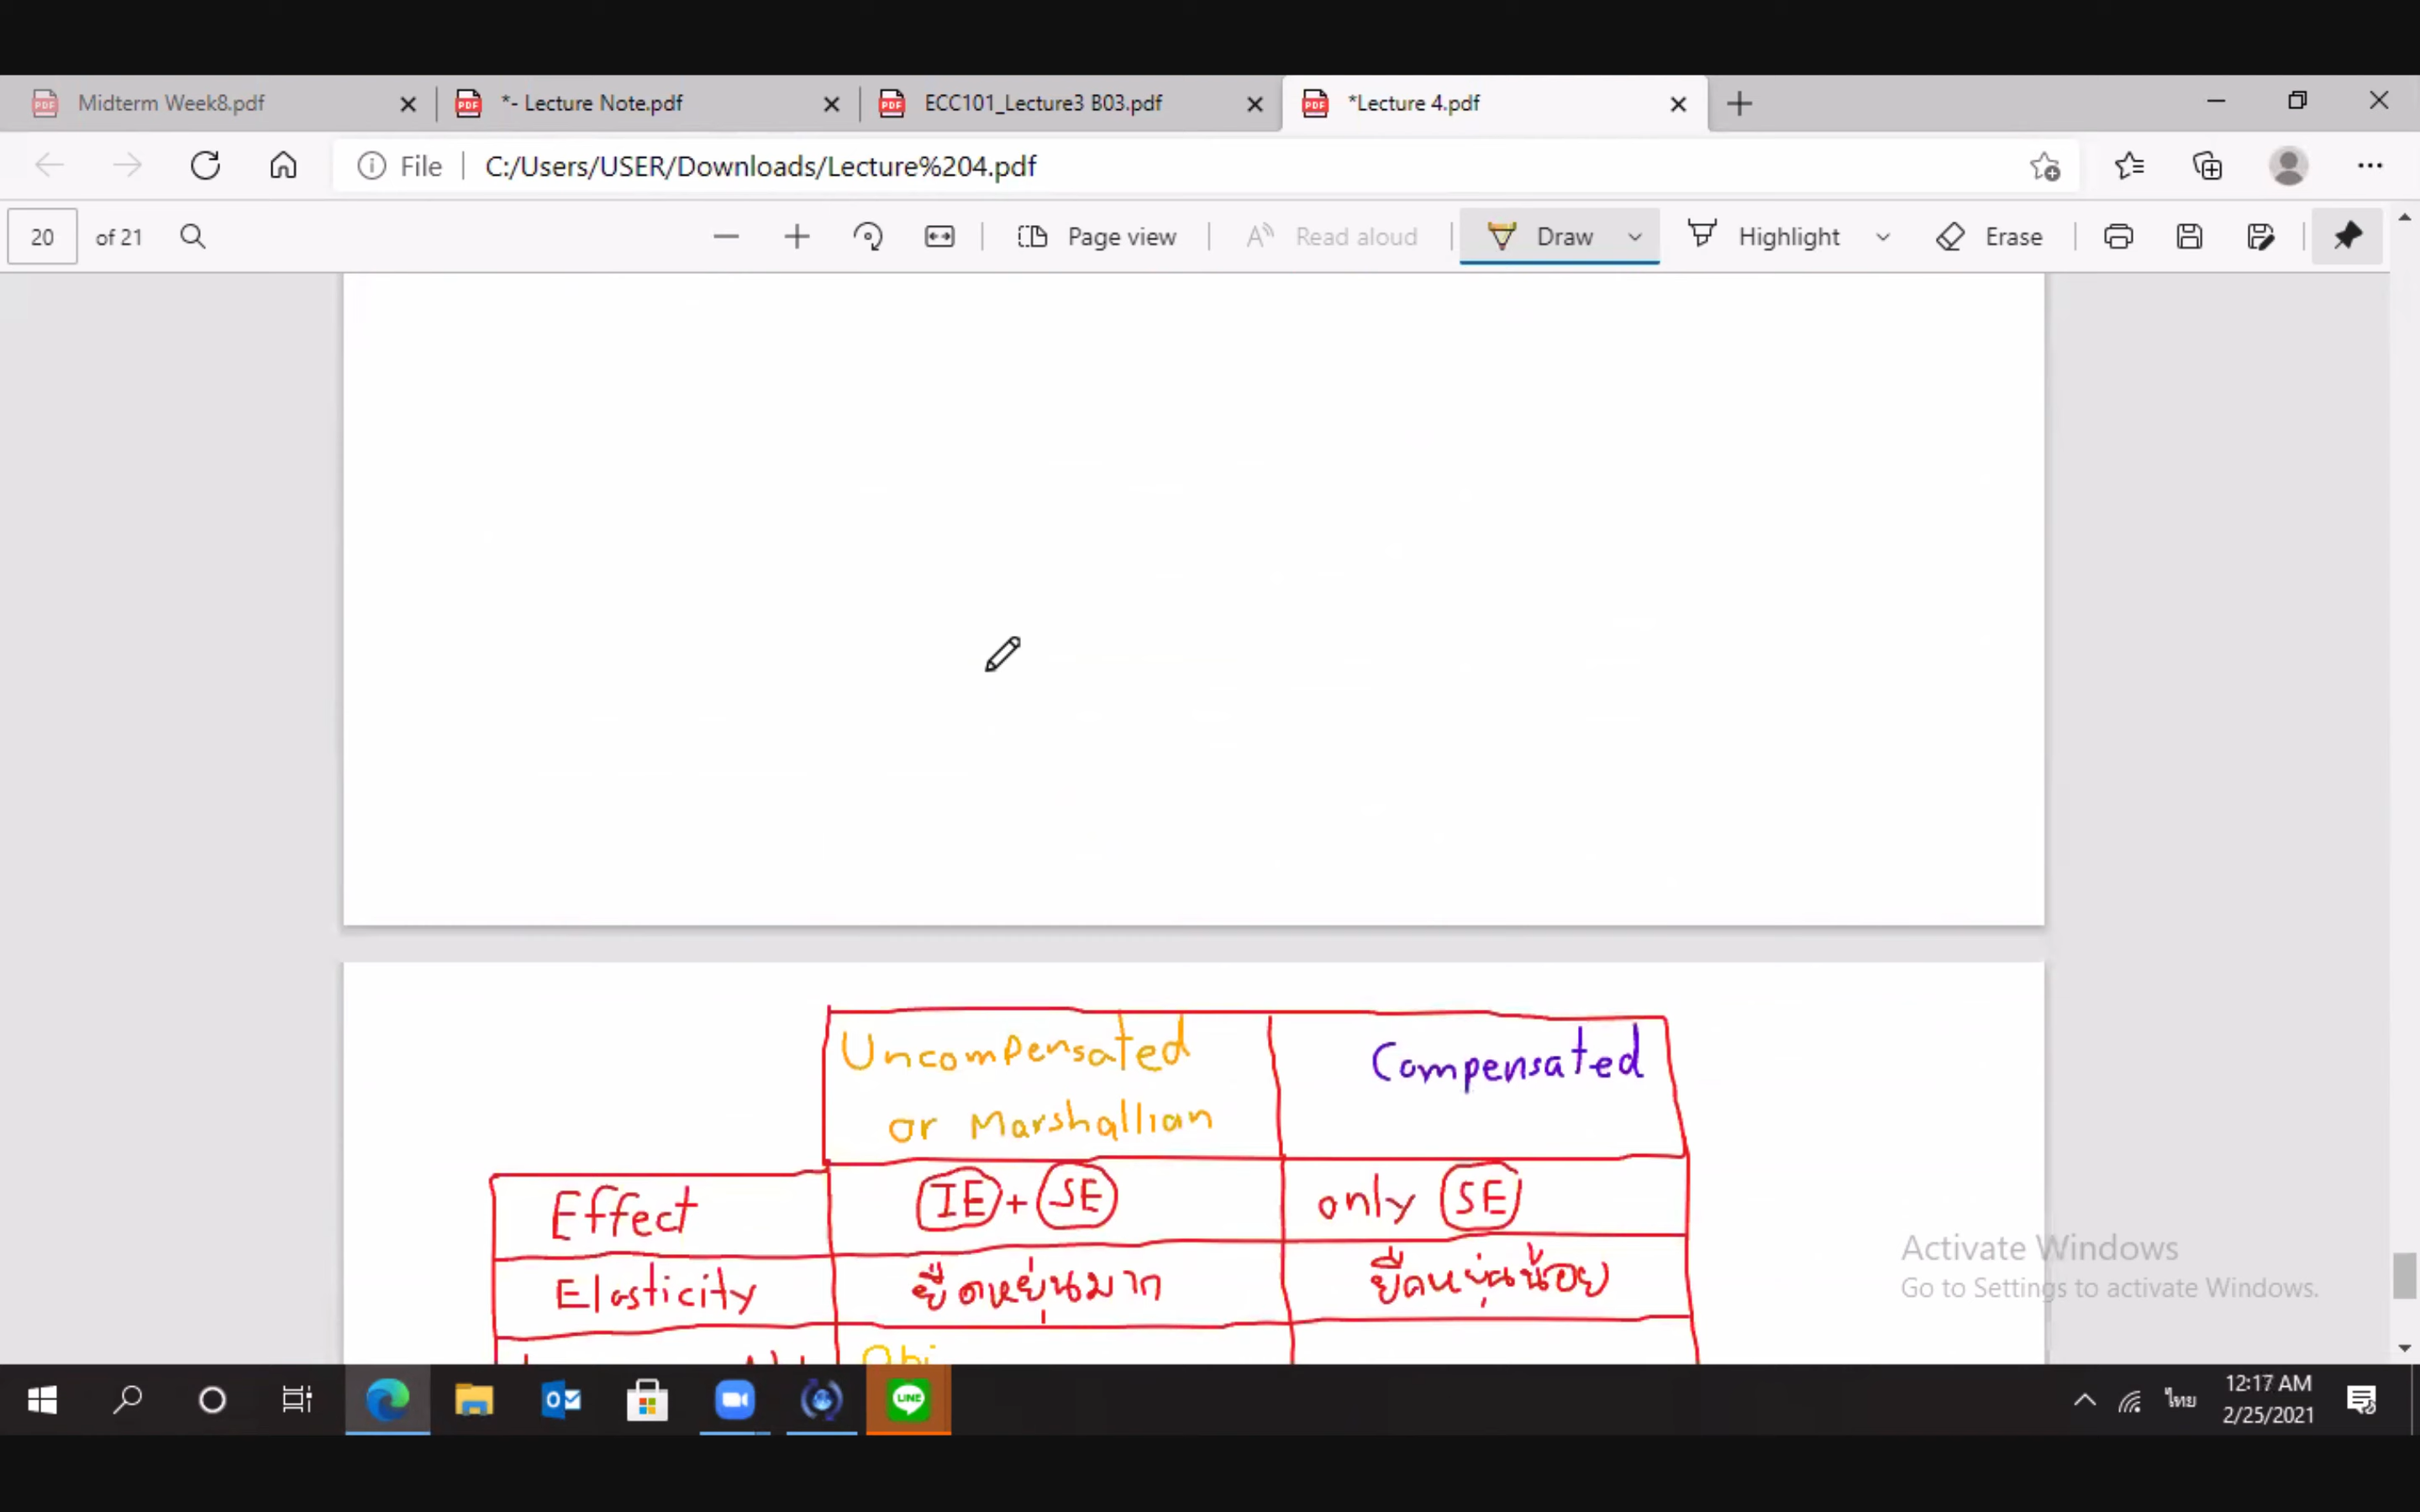 Midterm Week8.pdf
*- Lecture Note.pdf
ECC101_Lecture3 B03.pdf
*Lecture 4.pdf
File
C:/Users/USER/Downloads/Lecture%204.pdf
20 of 21
Page view
Read aloud
Draw
Highlight
Erase
Uncompensated
or Marshallian
Compensated
Effect
IE + SE
only SE
Elasticity
ยืดหยุ่นมาก
ยืดหยุ่นน้อย
Obj
Activate Windows
Go to Settings to activate Windows.
LINE
ไทย
12:17 AM
2/25/2021